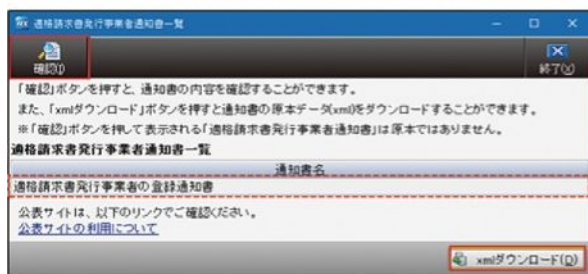 適格請求書発行事業者通知書一覧
確認(I)
終了(X)
「確認」ボタンを押すと、通知書の内容を確認することができます。
また、「xmlダウンロード」ボタンを押すと通知書の原本データ(xml)をダウンロードすることができます。
※「確認」ボタンを押して表示される「適格請求書発行事業者通知書」は原本ではありません。
適格請求書発行事業者通知書一覧
通知書名
適格請求書発行事業者の登録通知書
公表サイトは、以下のリンクでご確認ください。
公表サイトの利用について
xmlダウンロード(D)